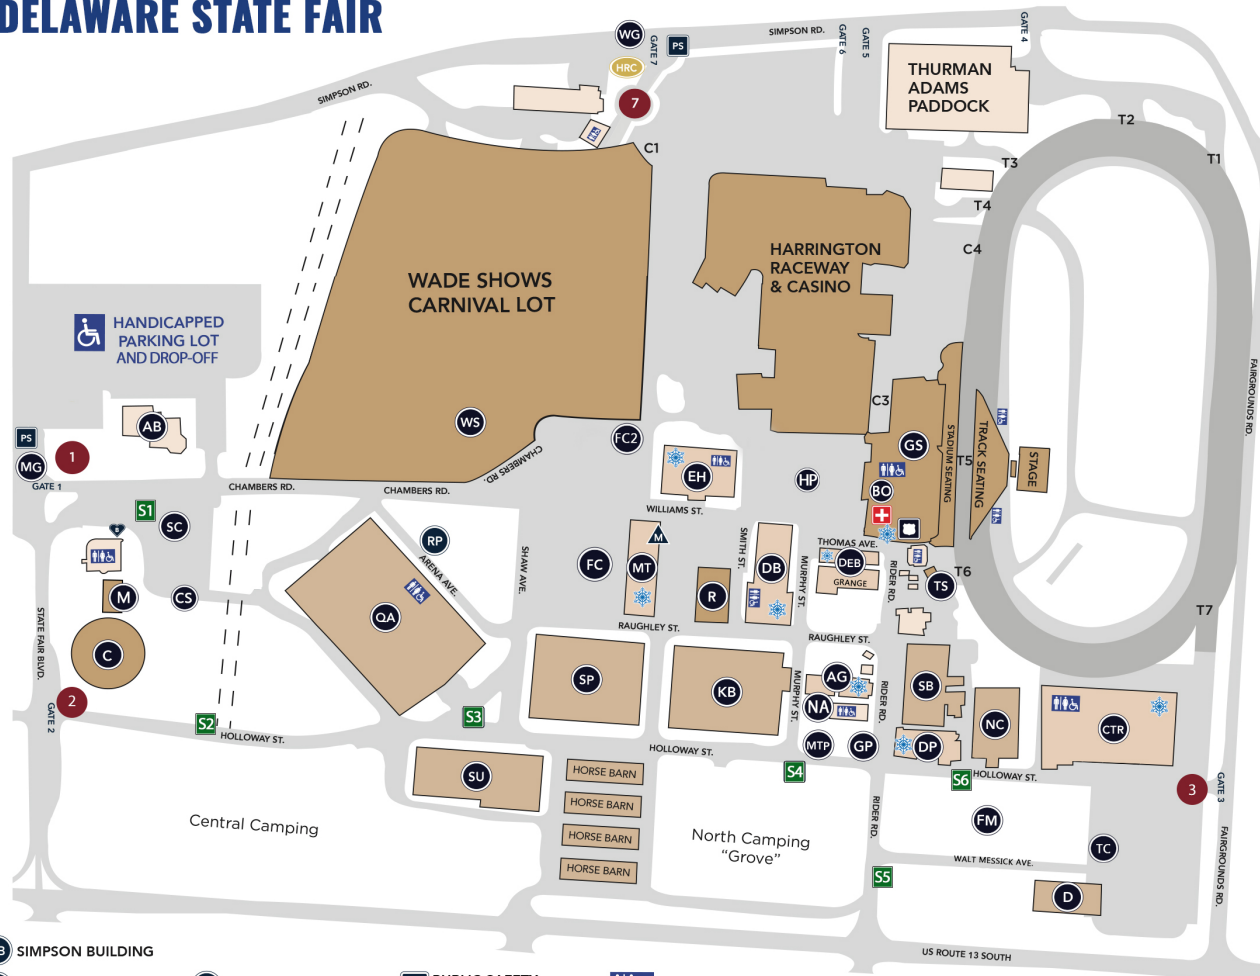 DELAWARE STATE FAIR
WG
GATE 7
PS
SIMPSON RD.
GATE 6
GATE 5
GATE 4
HRC
7
THURMAN
ADAMS
PADDOCK
SIMPSON RD.
T2
T1
C1
T3
T4
C4
HARRINGTON
RACEWAY
& CASINO
WADE SHOWS
CARNIVAL LOT
HANDICAPPED
PARKING LOT
AND DROP-OFF
FAIRGROUNDS RD.
C3
AB
WS
FC2
GS
STADIUM SEATING
TRACK SEATING
T5
STAGE
PS
MG
1
GATE 1
CHAMBERS RD.
CHAMBERS RD.
CHAMBERS RD.
EH
HP
BO
WILLIAMS ST.
S1
SC
RP
ARENA AVE.
SHAW AVE.
FC
M
MT
SMITH ST.
DB
MURPHY ST.
THOMAS AVE.
DEB
GRANGE
RIDER RD.
T6
TS
M
CS
QA
R
T7
STATE FAIR BLVD.
RAUGHLEY ST.
RAUGHLEY ST.
C
SP
KB
MURPHY ST.
AG
NA
RIDER RD.
SB
NC
CTR
2
GATE 2
S2
HOLLOWAY ST.
S3
HOLLOWAY ST.
MTP
GP
DP
S4
S6
HOLLOWAY ST.
3
GATE 3
SU
HORSE BARN
HORSE BARN
HORSE BARN
HORSE BARN
Central Camping
North Camping
“Grove”
RIDER RD.
FM
TC
WALT MESSICK AVE.
S5
D
FAIRGROUNDS RD.
US ROUTE 13 SOUTH
SIMPSON BUILDING